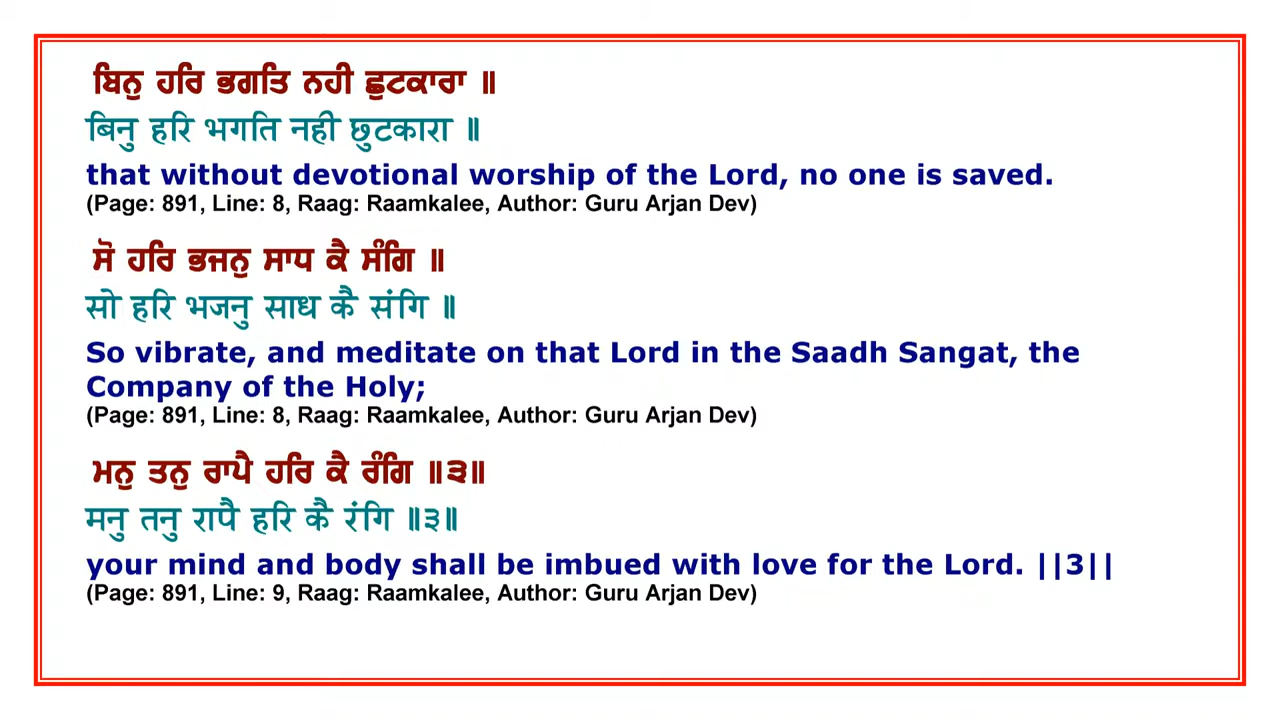 ਬਿਨੁ ਹਰਿ ਭਗਤਿ ਨਹੀ ਛੁਟਕਾਰਾ ॥
बिनु हरि भगति नही छुटकारा ॥
that without devotional worship of the Lord, no one is saved.
(Page: 891, Line: 8, Raag: Raamkalee, Author: Guru Arjan Dev)
ਸੋ ਹਰਿ ਭਜਨੁ ਸਾਧ ਕੈ ਸੰਗਿ ॥
सो हरि भजनु साध कै संगि ॥
So vibrate, and meditate on that Lord in the Saadh Sangat, the
Company of the Holy;
(Page: 891, Line: 8, Raag: Raamkalee, Author: Guru Arjan Dev)
ਮਨੁ ਤਨੁ ਰਾਪੈ ਹਰਿ ਕੈ ਰੰਗਿ ॥੩॥
मनु तनु रापै हरि कै रंगि ॥३॥
your mind and body shall be imbued with love for the Lord. ||3||
(Page: 891, Line: 9, Raag: Raamkalee, Author: Guru Arjan Dev)